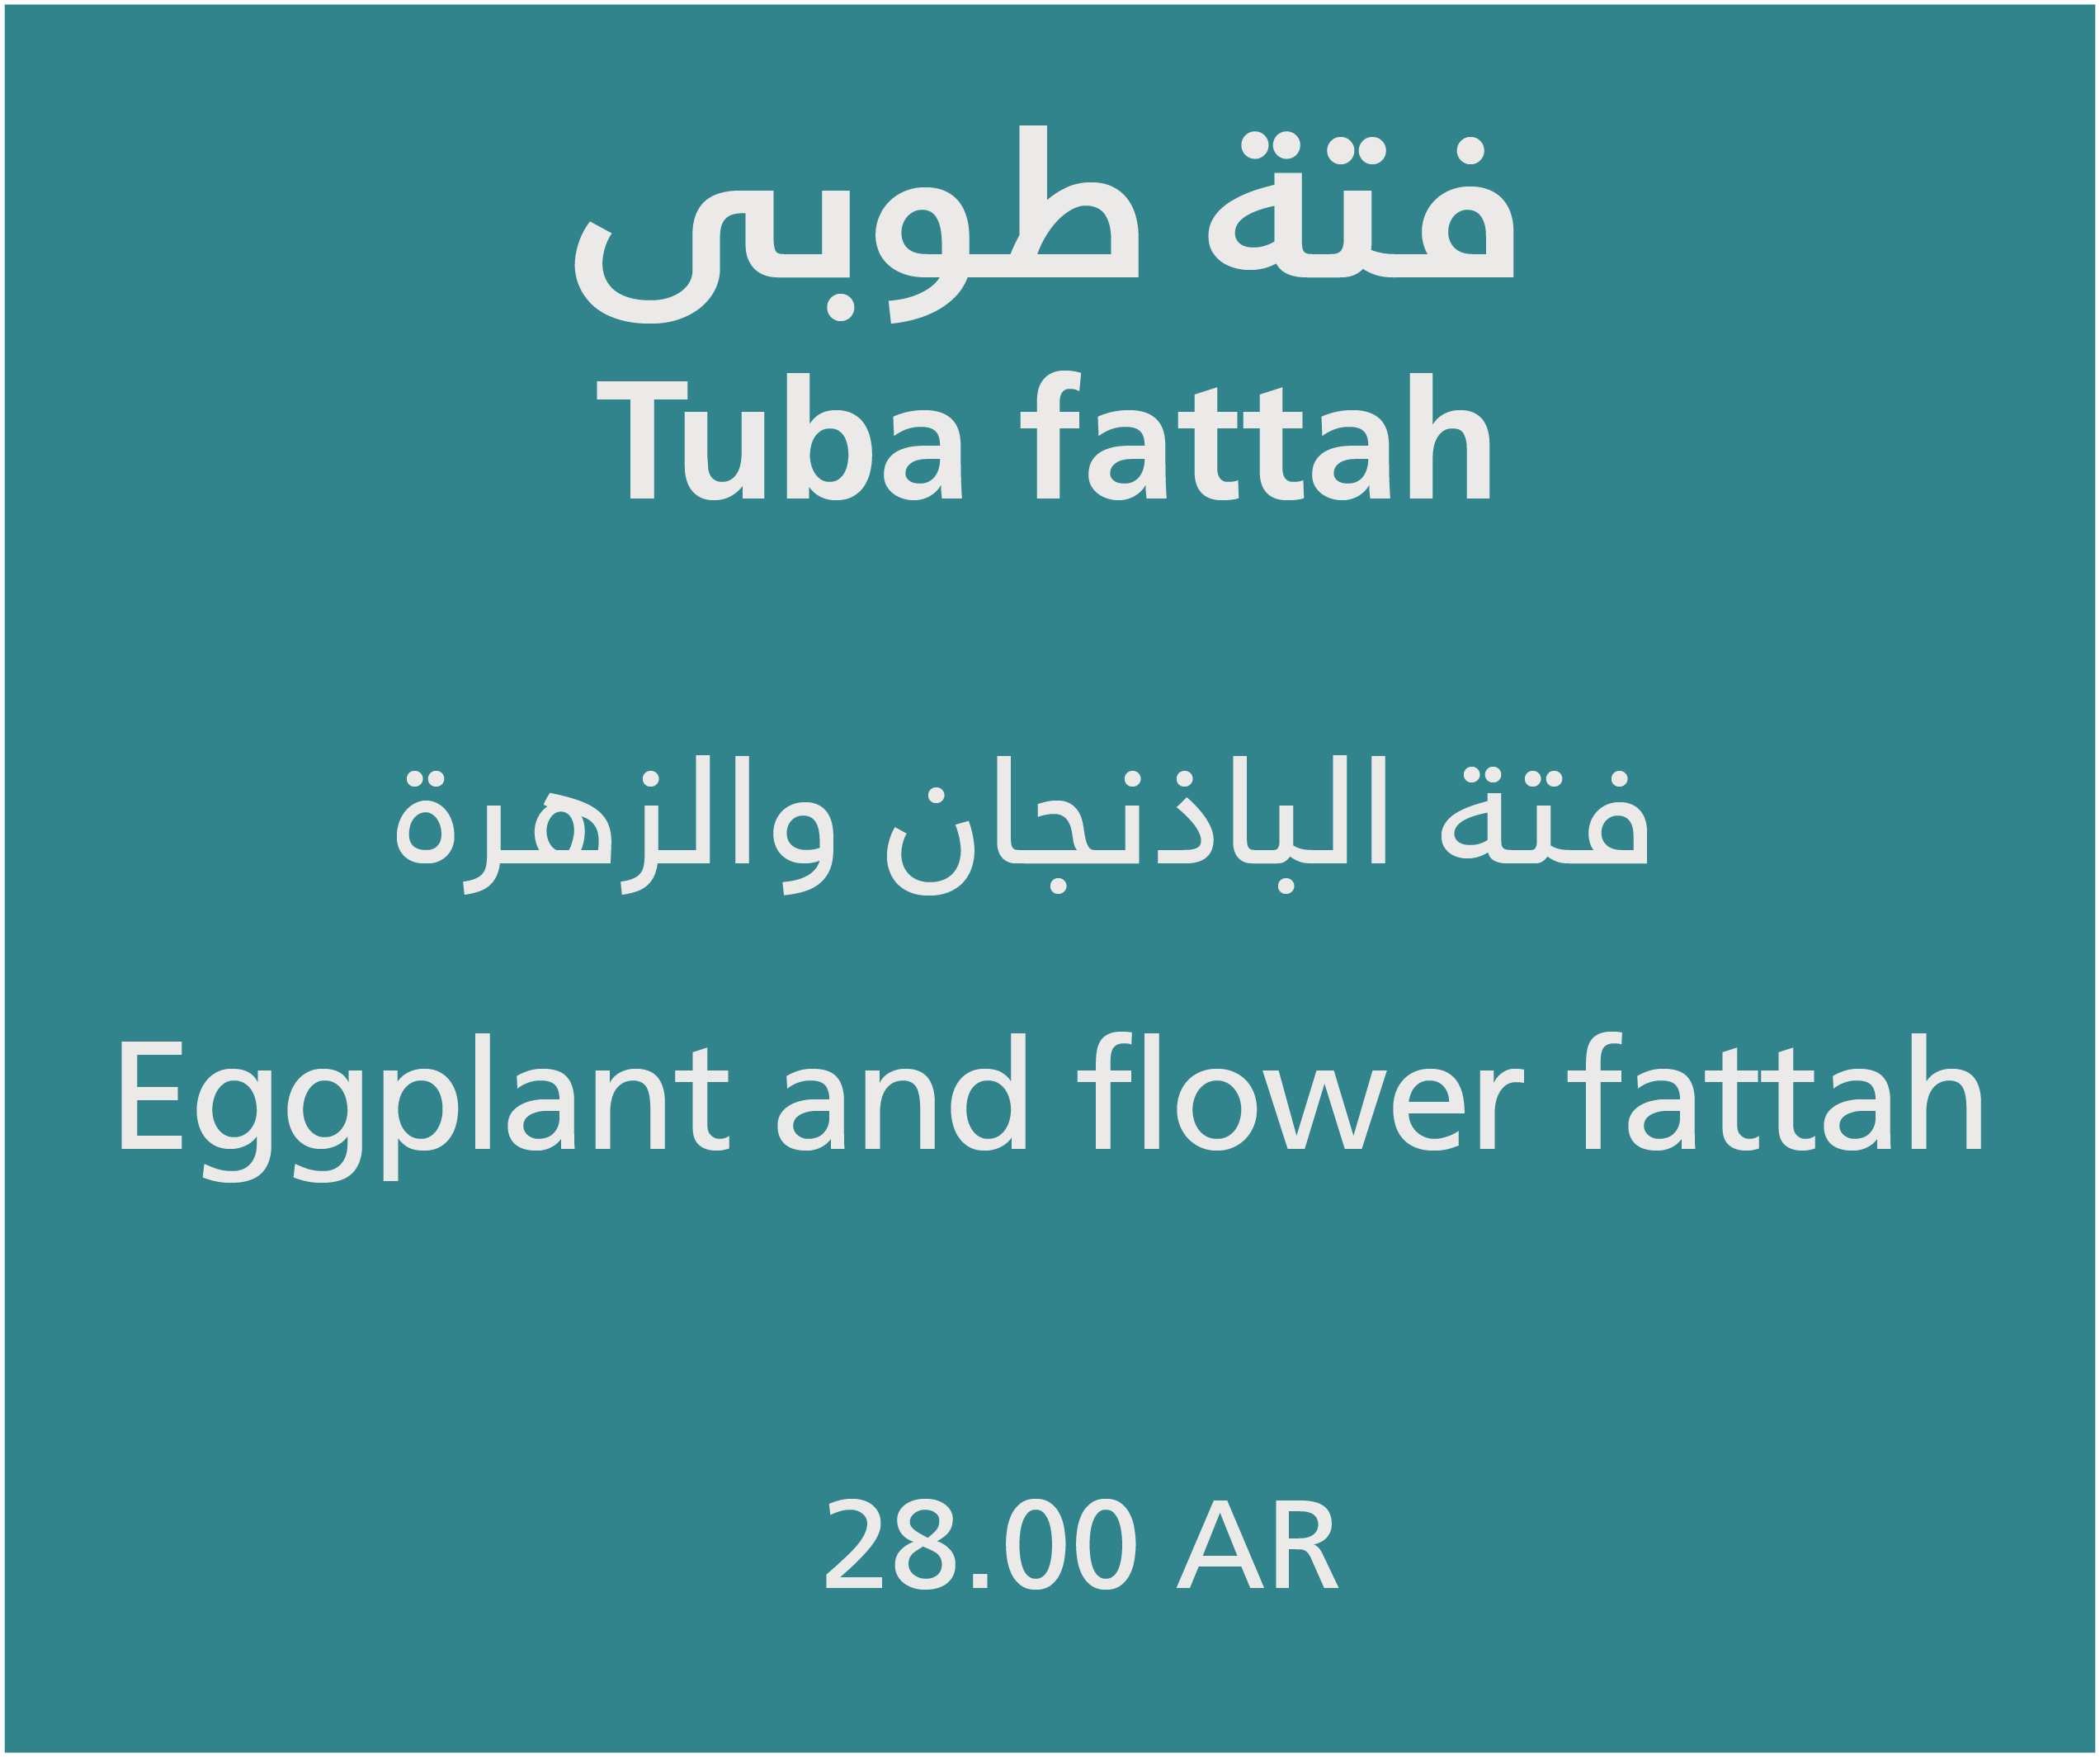 فتة طوبى
Tuba fattah
فتة الباذنجان والزهرة
Eggplant and flower fattah
28.00 AR